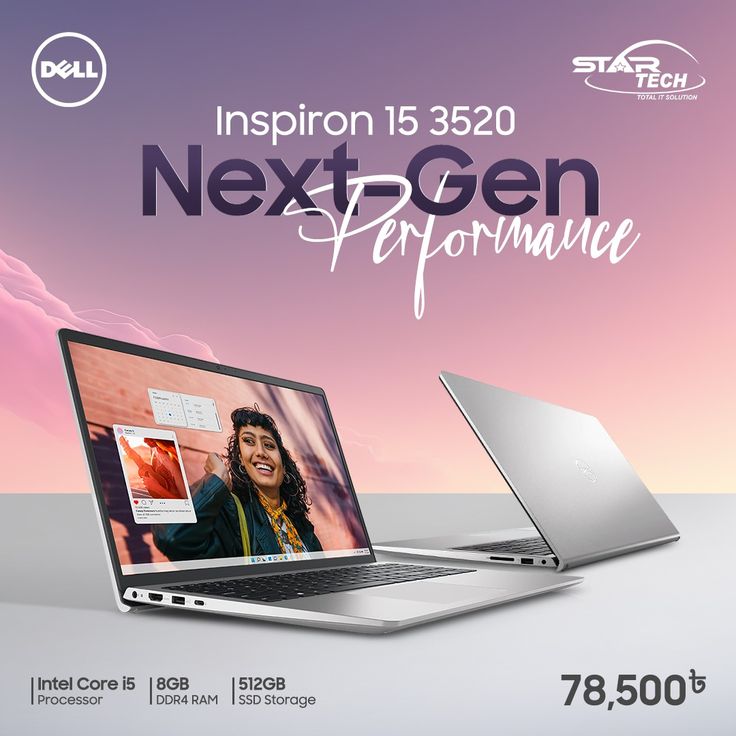 DELL
STAR
TECH
TOTAL IT SOLUTION
Inspiron 15 3520
Next-Gen
Performance
Intel Core i5
Processor
8GB
DDR4 RAM
512GB
SSD Storage
78,500৳